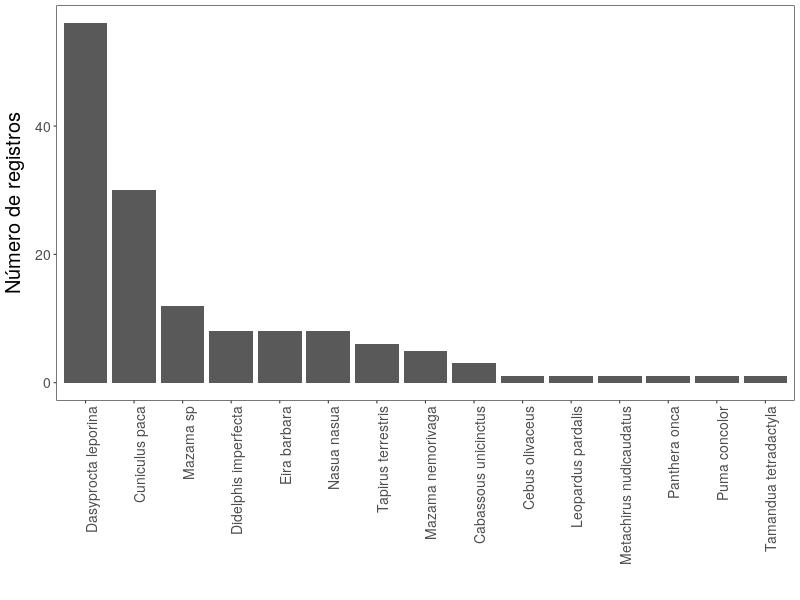 Número de registros
40
20
0
Dasyprocta leporina
Cuniculus paca
Mazama sp
Didelphis imperfecta
Eira barbara
Nasua nasua
Tapirus terrestris
Mazama nemorivaga
Cabassous unicinctus
Cebus olivaceus
Leopardus pardalis
Metachirus nudicaudatus
Panthera onca
Puma concolor
Tamandua tetradactyla